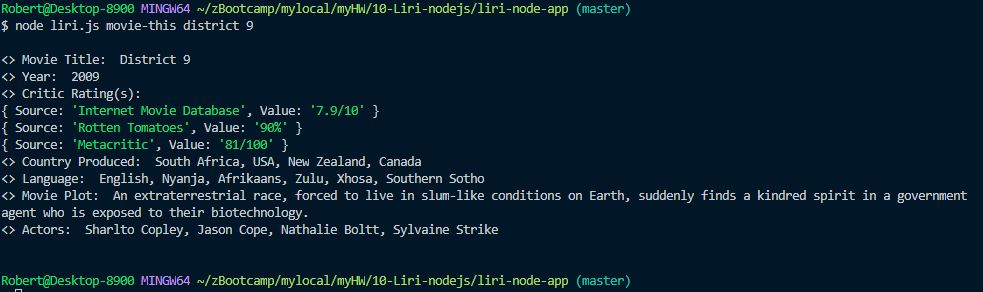 Robert@Desktop-8900 MINGW64 ~/zBootcamp/mylocal/myHW/10-Liri-nodejs/liri-node-app (master)
$ node liri.js movie-this district 9
<> Movie Title:  District 9
<> Year:  2009
<> Critic Rating(s):
{ Source: 'Internet Movie Database', Value: '7.9/10' }
{ Source: 'Rotten Tomatoes', Value: '90%' }
{ Source: 'Metacritic', Value: '81/100' }
<> Country Produced:  South Africa, USA, New Zealand, Canada
<> Language:  English, Nyanja, Afrikaans, Zulu, Xhosa, Southern Sotho
<> Movie Plot:  An extraterrestrial race, forced to live in slum-like conditions on Earth, suddenly finds a kindred spirit in a government
agent who is exposed to their biotechnology.
<> Actors:  Sharlto Copley, Jason Cope, Nathalie Boltt, Sylvaine Strike
Robert@Desktop-8900 MINGW64 ~/zBootcamp/mylocal/myHW/10-Liri-nodejs/liri-node-app (master)